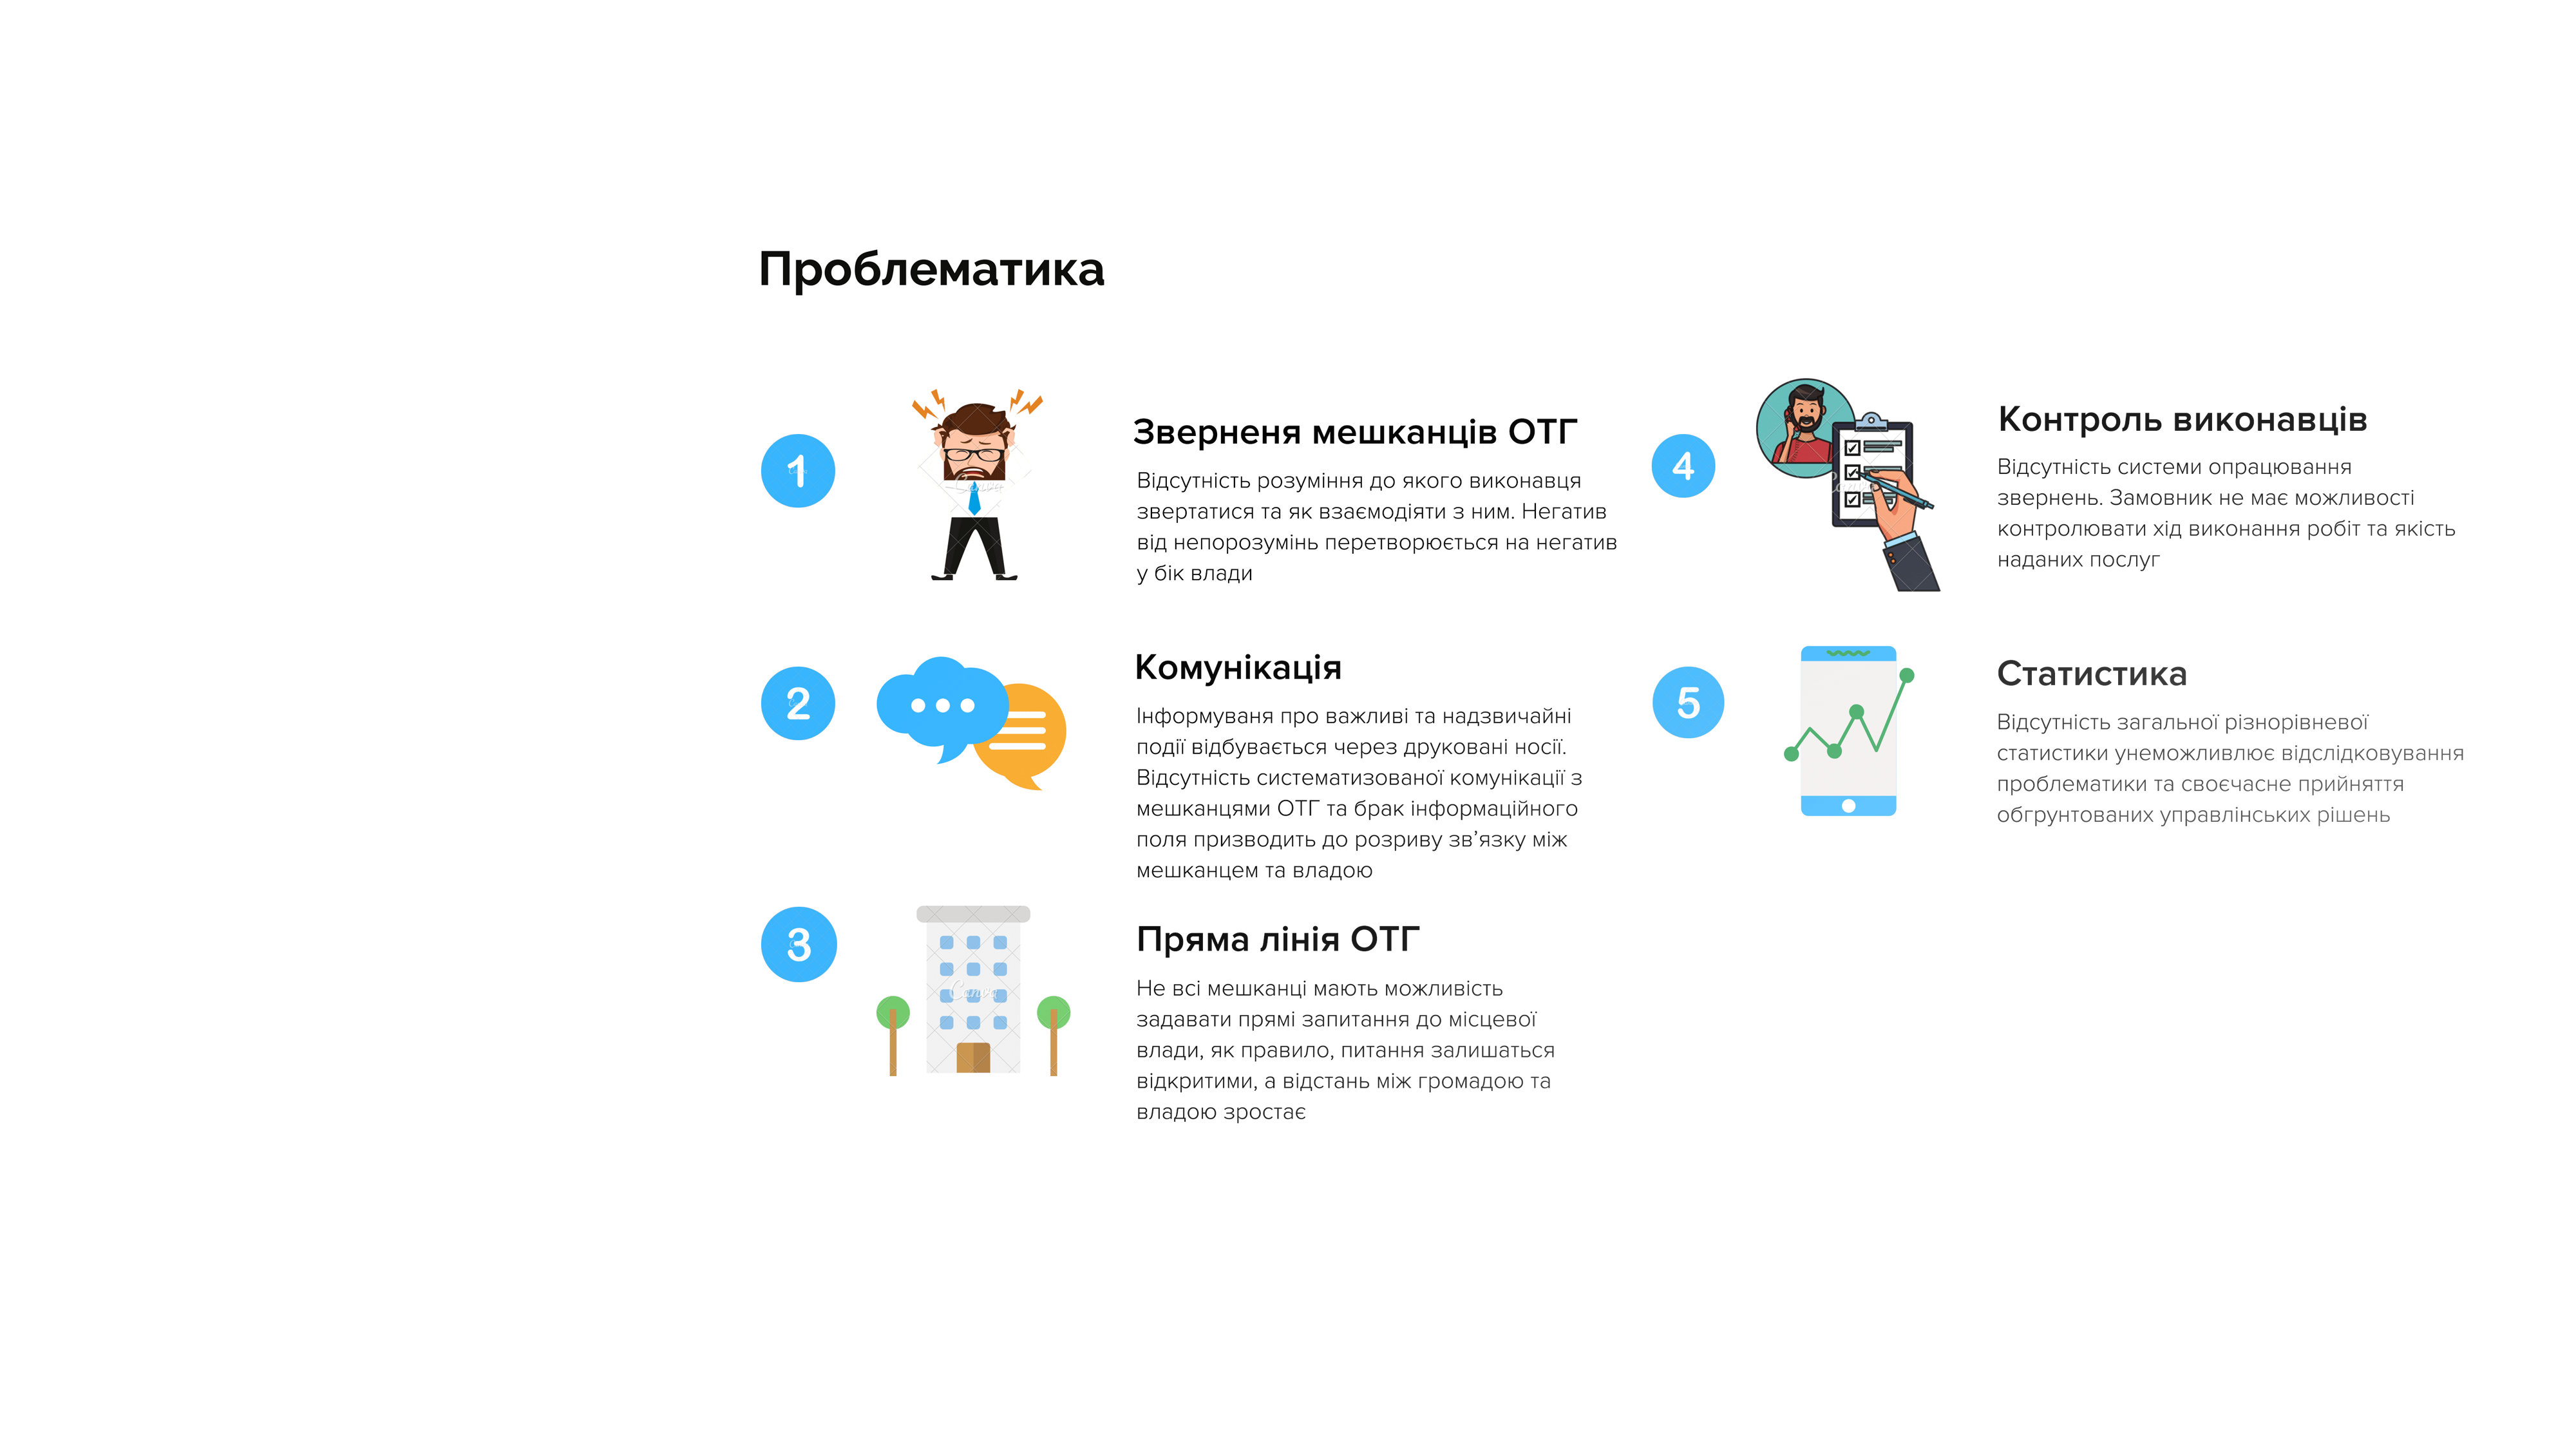 Проблематика
1
Зверненя мешканців ОТГ
Відсутність розуміння до якого виконавця
звертатися та як взаємодіяти з ним. Негатив
від непорозумінь перетворюється на негатив
у бік влади
2
Комунікація
Інформуваня про важливі та надзвичайні
події відбувається через друковані носії.
Відсутність систематизованої комунікації з
мешканцями ОТГ та брак інформаційного
поля призводить до розриву зв’язку між
мешканцем та владою
3
Пряма лінія ОТГ
Не всі мешканці мають можливість
задавати прямі запитання до місцевої
влади, як правило, питання залишаться
відкритими, а відстань між громадою та
владою зростає
4
Контроль виконавців
Відсутність системи опрацювання
звернень. Замовник не має можливості
контролювати хід виконання робіт та якість
наданих послуг
5
Статистика
Відсутність загальної різнорівневої
статистики унеможливлює відслідковування
проблематики та своєчасне прийняття
обгрунтованих управлінських рішень
Canva
Canva